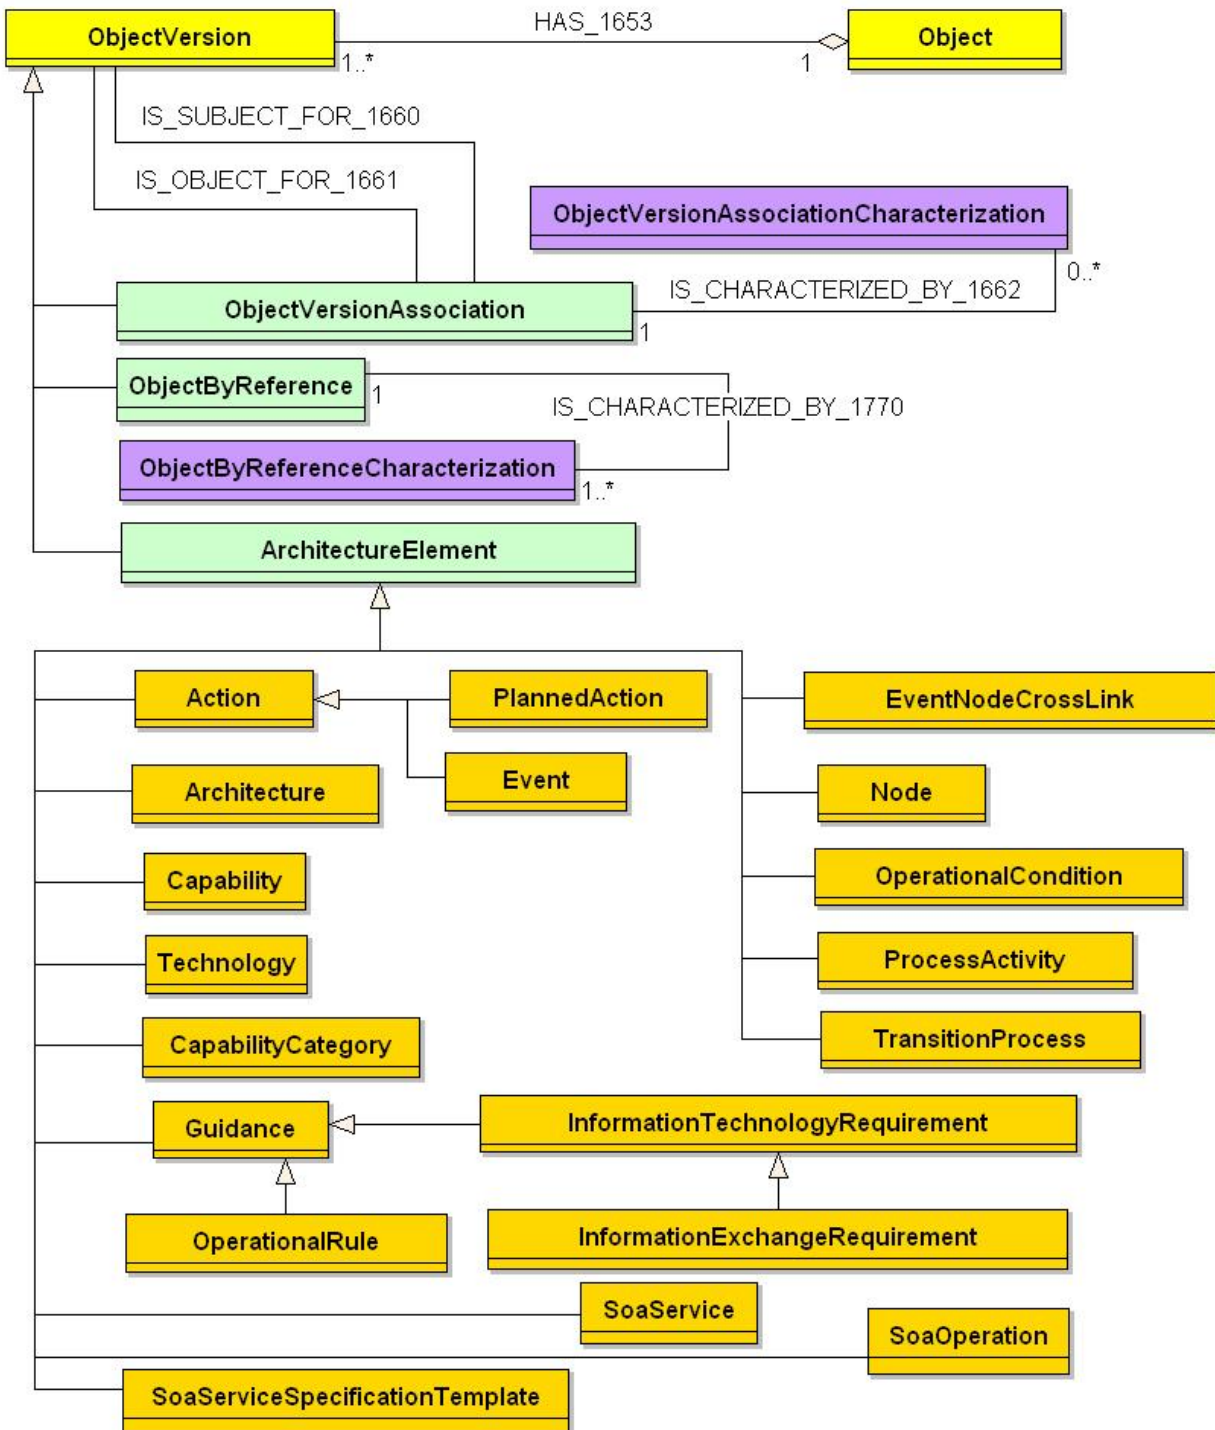 ObjectVersion
HAS_1653
Object
1..*
1
IS_SUBJECT_FOR_1660
IS_OBJECT_FOR_1661
ObjectVersionAssociationCharacterization
0..*
IS_CHARACTERIZED_BY_1662
ObjectVersionAssociation
1
ObjectByReference
1
IS_CHARACTERIZED_BY_1770
ObjectByReferenceCharacterization
1..*
ArchitectureElement
Action
PlannedAction
EventNodeCrossLink
Event
Architecture
Node
Capability
OperationalCondition
Technology
ProcessActivity
CapabilityCategory
TransitionProcess
Guidance
InformationTechnologyRequirement
OperationalRule
InformationExchangeRequirement
SoaService
SoaOperation
SoaServiceSpecificationTemplate